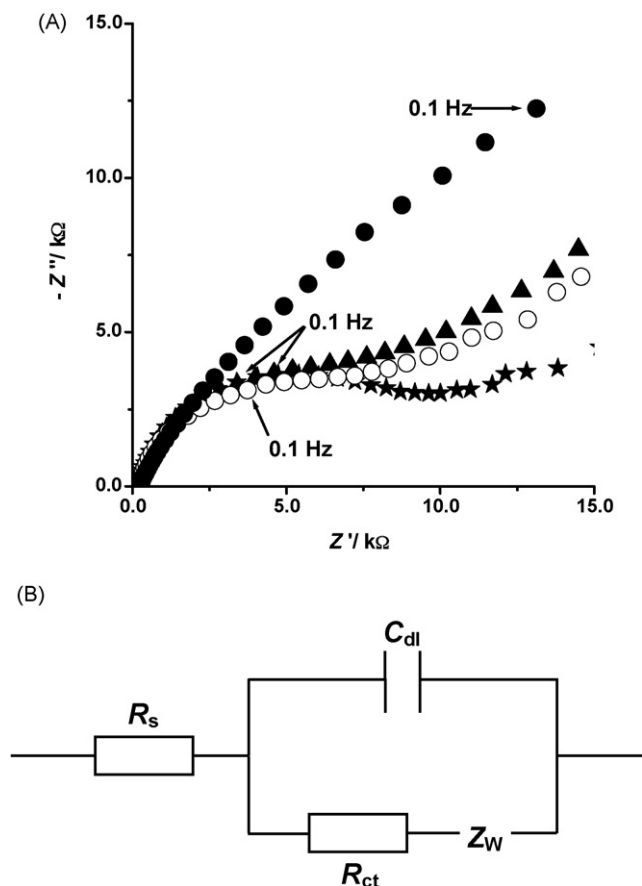 (A)
15.0
0.1 Hz
10.0
-Z''/ kΩ
5.0
0.1 Hz
0.1 Hz
0.0
0.0 5.0 10.0 15.0
Z'/ kΩ
(B)
Cdl
Rs
Rct
ZW